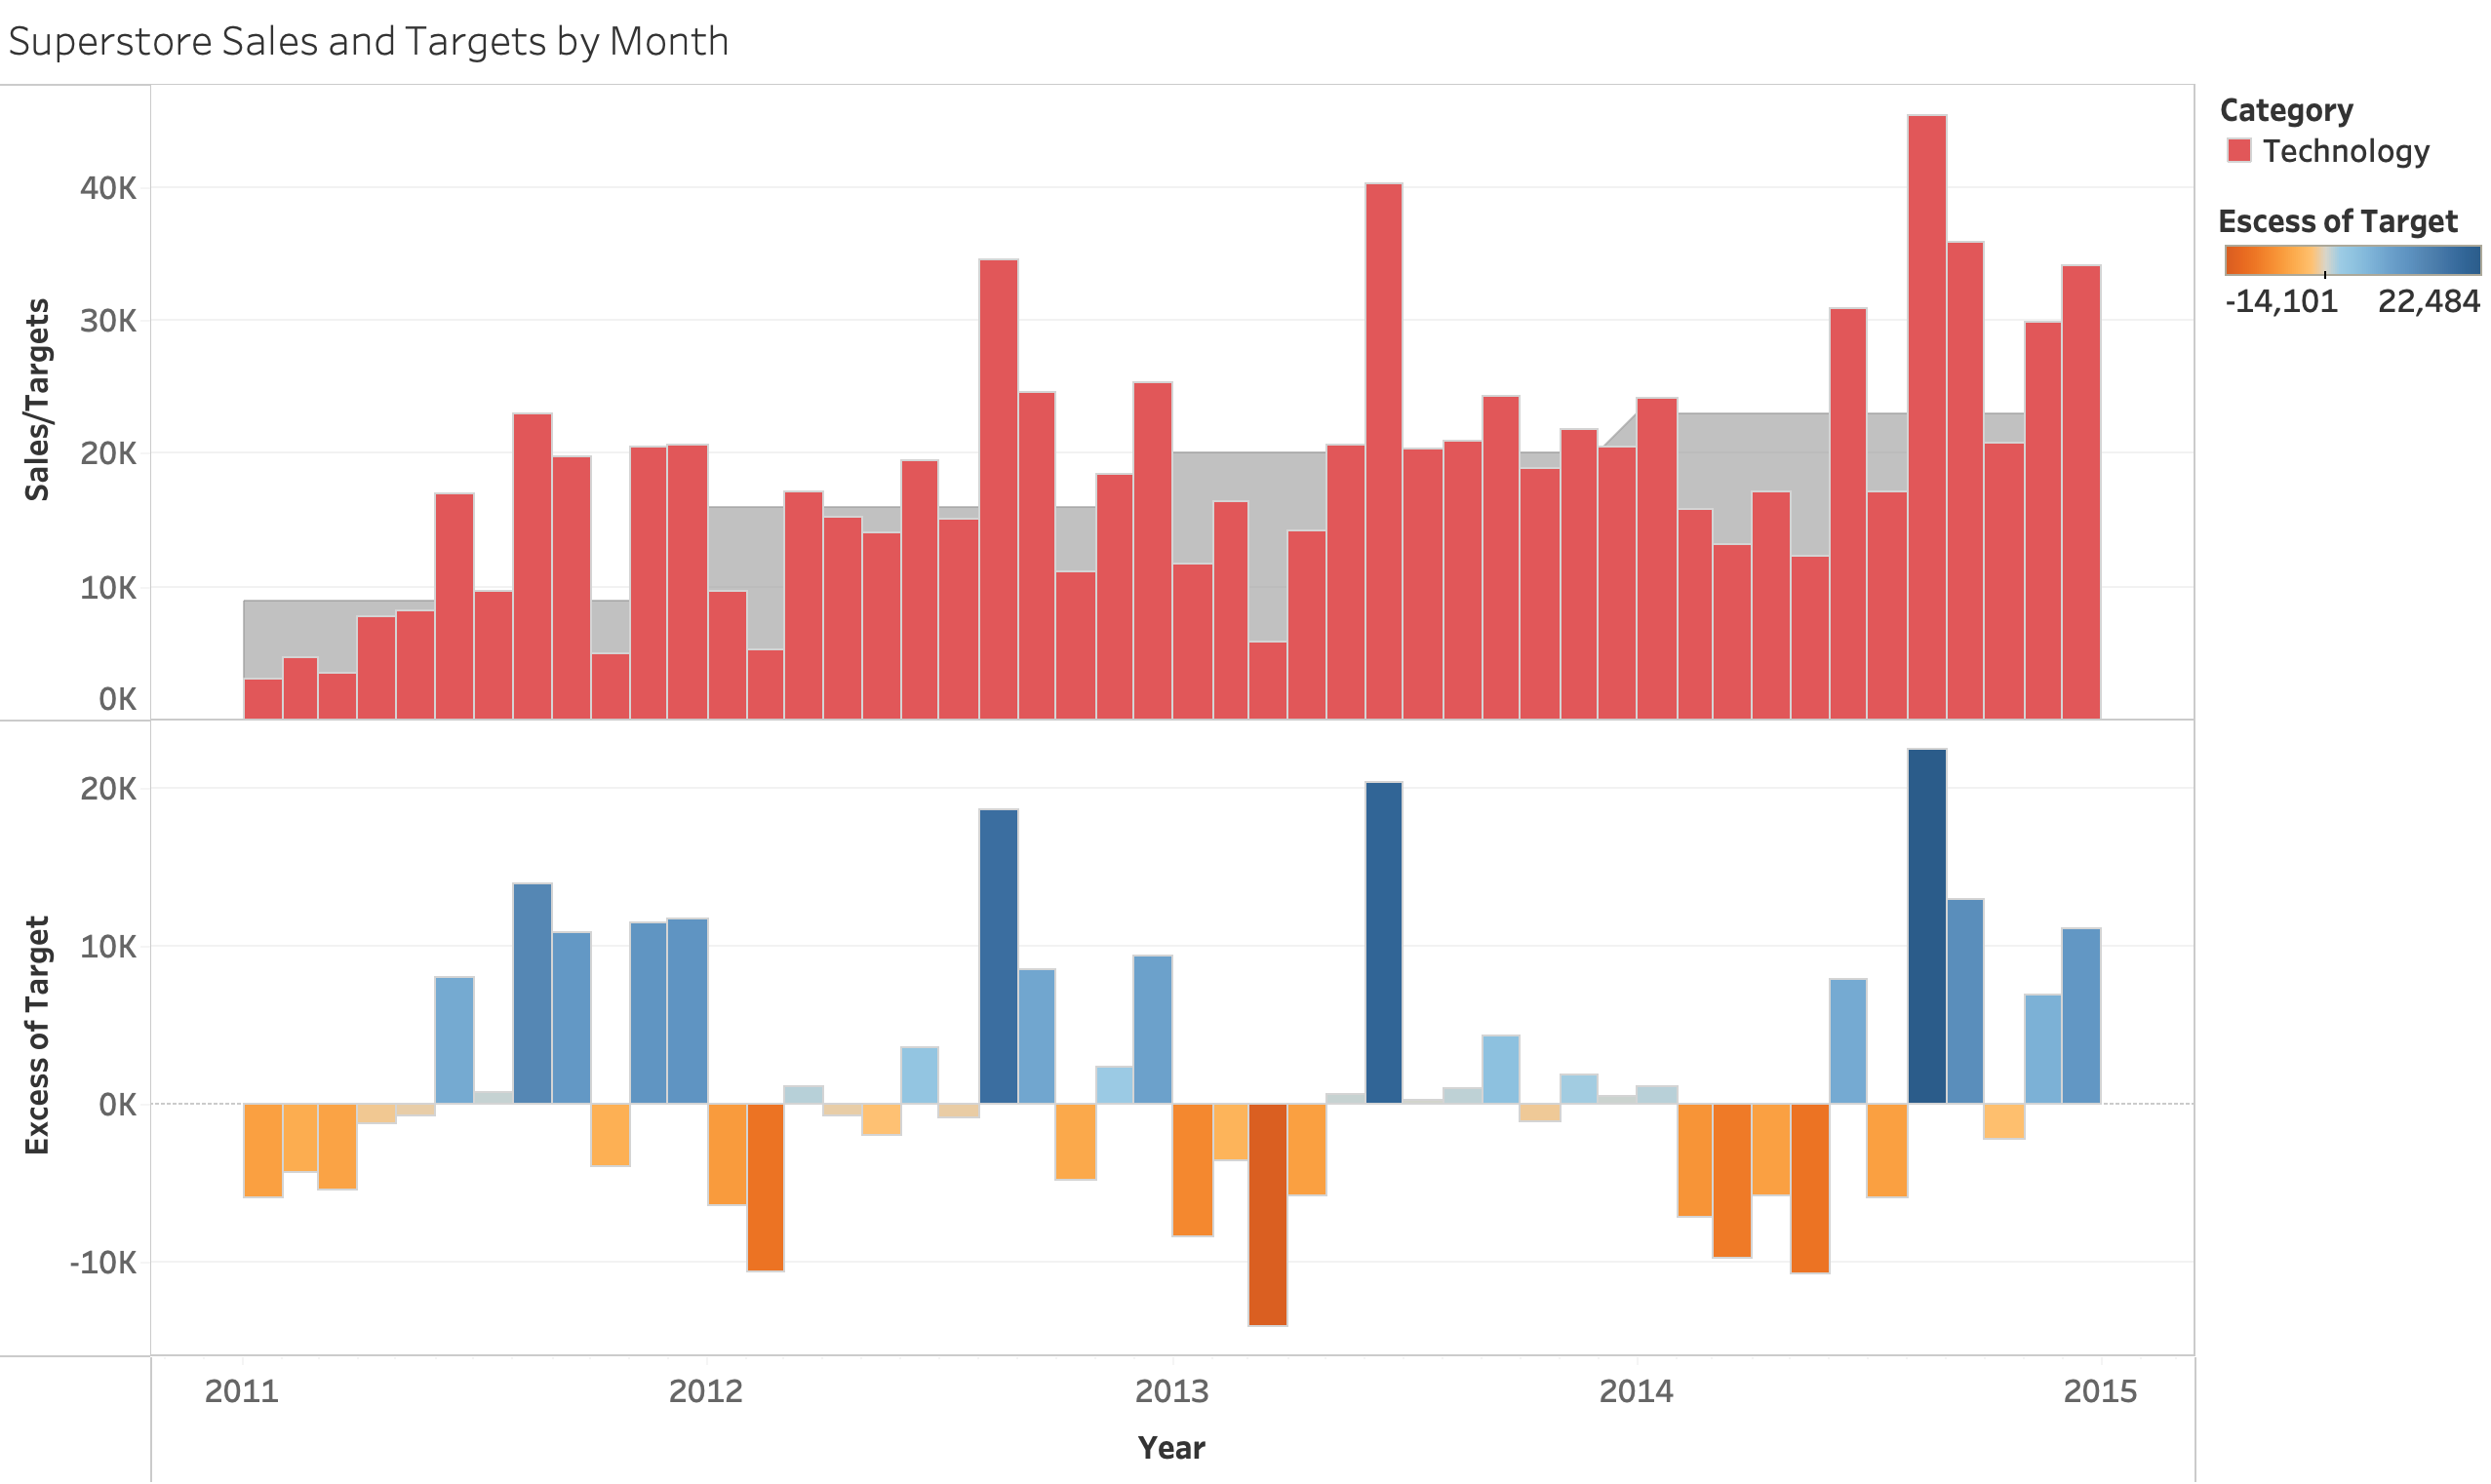 Superstore Sales and Targets by Month
Sales/Targets
40K
30K
20K
10K
0K
Excess of Target
20K
10K
0K
-10K
2011 2012 2013 2014 2015
Year
Category
Technology
Escess of Target
-14,101 22,484